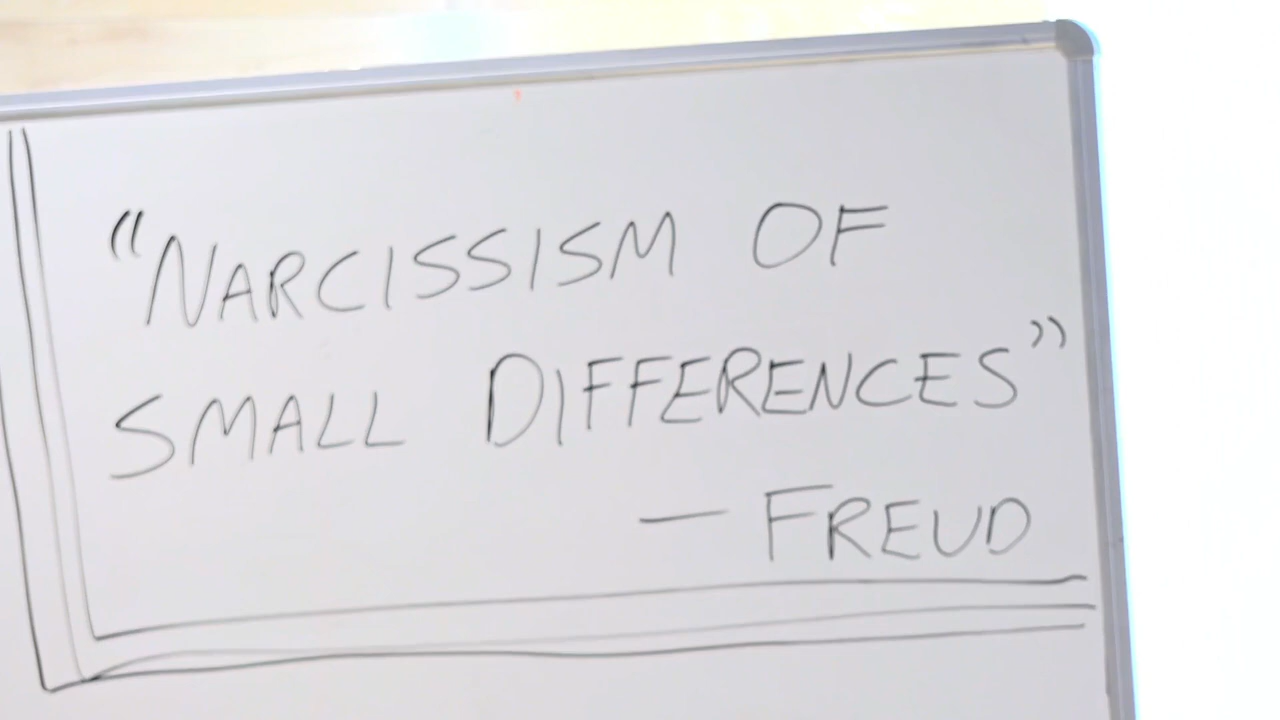 “NARCISSISM OF
SMALL DIFFERENCES”
— FREUD